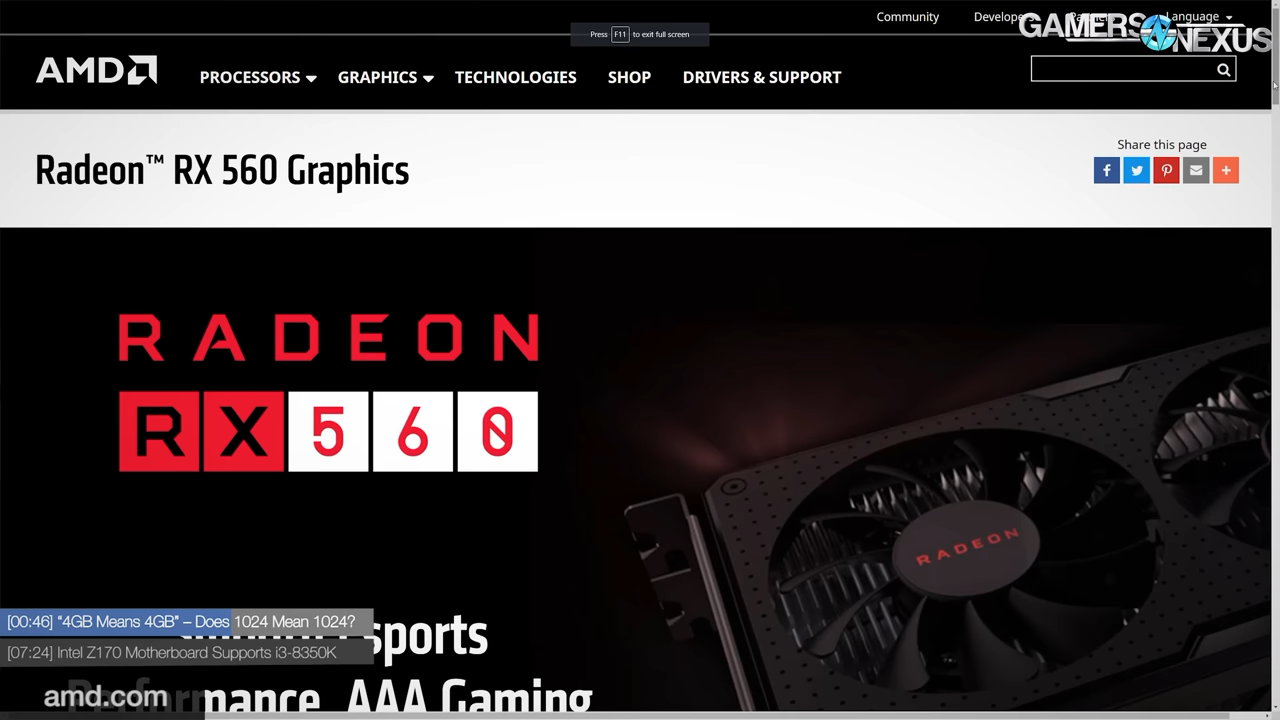 Community Developers Language
GAMERS NEXUS
Press F11 to exit full screen
AMD PROCESSORS GRAPHICS TECHNOLOGIES SHOP DRIVERS & SUPPORT
Radeon™ RX 560 Graphics
Share this page
RADEON
RX 560
RADEON
[00:46] "4GB Means 4GB" – Does 1024 Mean 1024?
sports
[07:24] Intel Z170 Motherboard Supports i3-8350K
amd.com
Performance, AAA Gaming